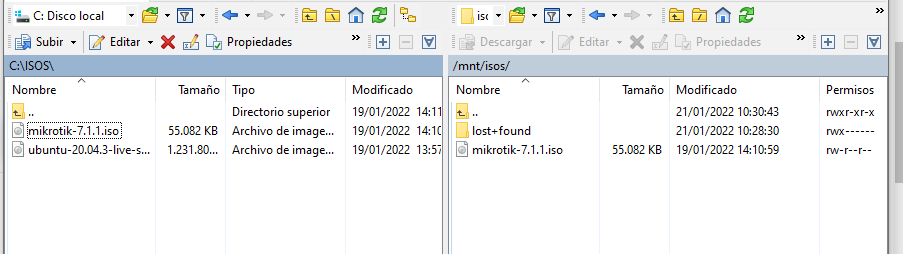 C: Disco local
isc
Subir Editar Propiedades »
Descargar Editar Propiedades »
C:\ISOS\
/mnt/isos/
Nombre Tamaño Tipo Modificado
.. Directorio superior 19/01/2022 14:11
mikrotik-7.1.1.iso 55.082 KB Archivo de image... 19/01/2022 14:10
ubuntu-20.04.3-live-s... 1.231.80... Archivo de image... 19/01/2022 13:57
Nombre Tamaño Modificado Permisos
.. 21/01/2022 10:30:43 rwxr-xr-x
lost+found 21/01/2022 10:28:30 rwx------
mikrotik-7.1.1.iso 55.082 KB 19/01/2022 14:10:59 rw-r--r--